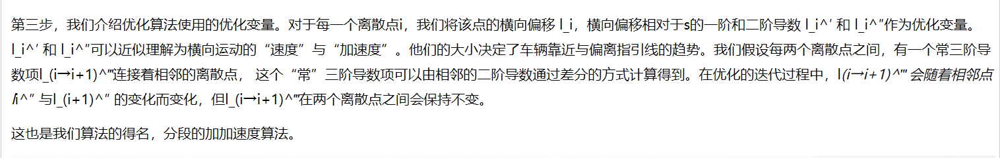 第三步，我们介绍优化算法使用的优化变量。对于每一个离散点i，我们将该点的横向偏移 l_i，横向偏移相对于s的一阶和二阶导数 l_i^′ 和 l_i^″作为优化变量。
l_i^′ 和 l_i^″可以近似理解为横向运动的“速度”与“加速度”。他们的大小决定了车辆靠近与偏离指引线的趋势。我们假设每两个离散点之间，有一个常三阶导
数项l_(i→i+1)^‴连接着相邻的离散点， 这个“常”三阶导数项可以由相邻的二阶导数通过差分的方式计算得到。在优化的迭代过程中，l(i→i+1)^‴ 会随着相邻点
li^″ 与l_(i+1)^″ 的变化而变化，但l_(i→i+1)^‴在两个离散点之间会保持不变。
这也是我们算法的得名，分段的加加速度算法。